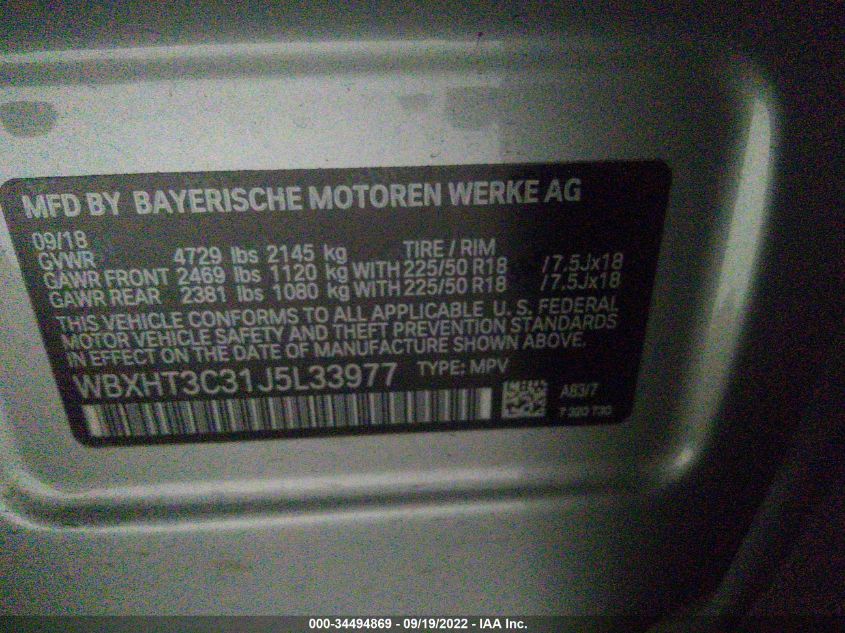 MFD BY BAYERISCHE MOTOREN WERKE AG
09/18
GVWR 4729 lbs 2145 kg TIRE / RIM
GAWR FRONT 2469 lbs 1120 kg WITH 225/50 R18 / 7.5Jx18
GAWR REAR 2381 lbs 1080 kg WITH 225/50 R18 / 7.5Jx18
THIS VEHICLE CONFORMS TO ALL APPLICABLE U. S. FEDERAL
MOTOR VEHICLE SAFETY AND THEFT PREVENTION STANDARDS
IN EFFECT ON THE DATE OF MANUFACTURE SHOWN ABOVE.
WBXHT3C31J5L33977 TYPE: MPV
A83/7
000-34494869 - 09/19/2022 - IAA Inc.